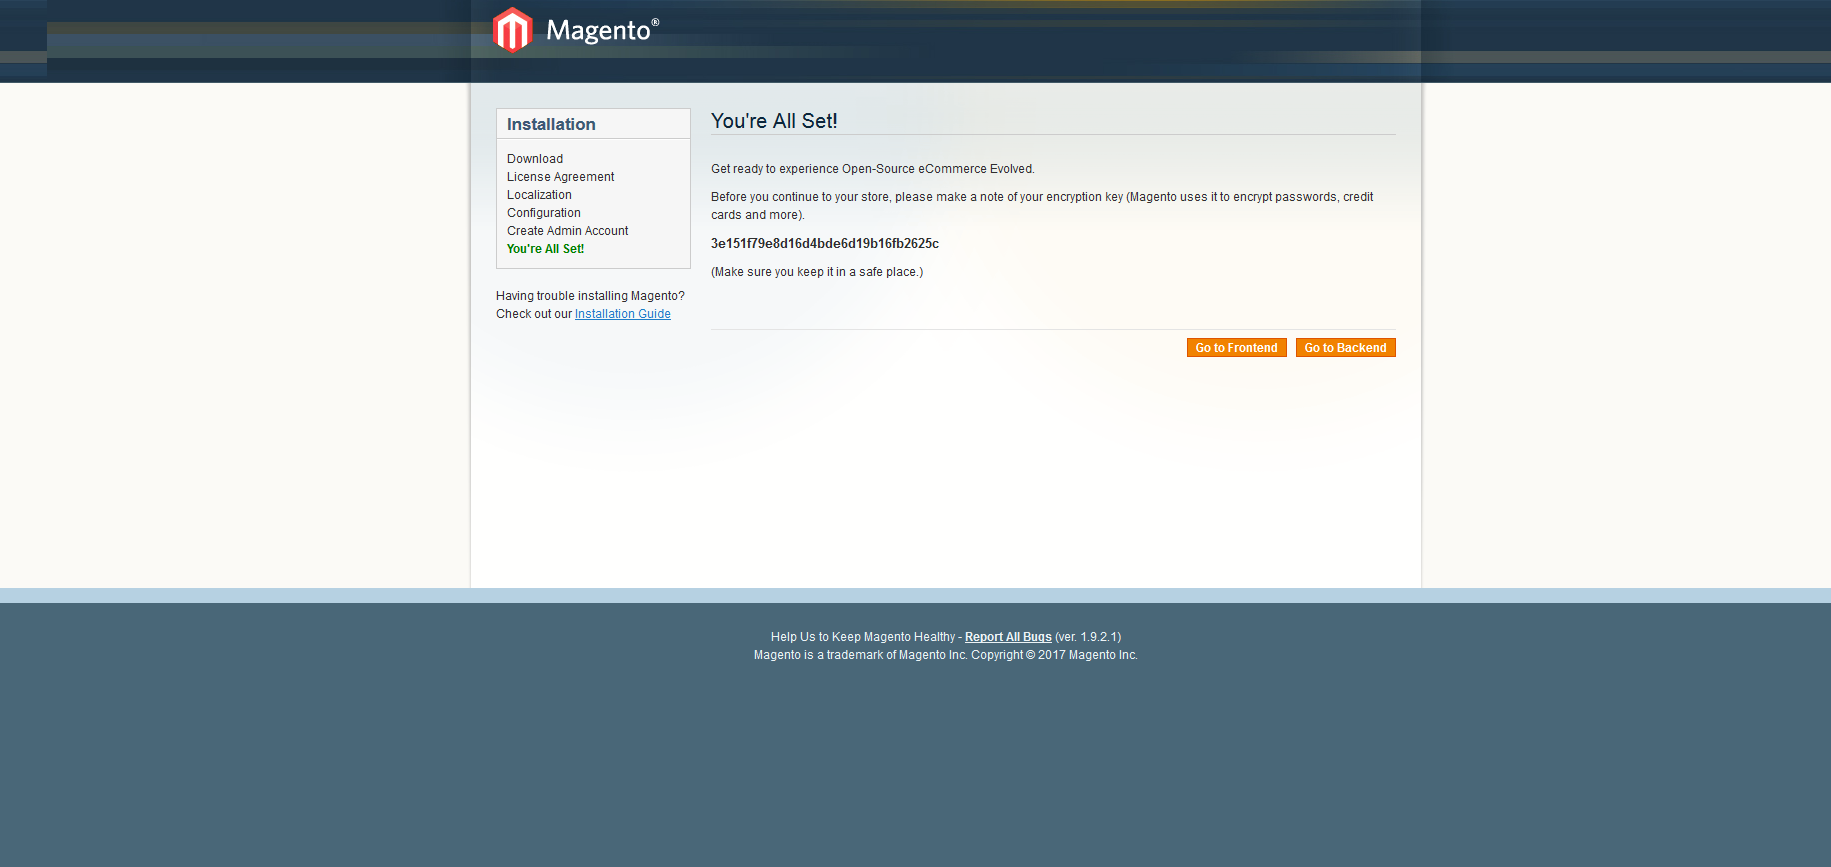 Magento®
Installation
Download
License Agreement
Localization
Configuration
Create Admin Account
You're All Set!
Having trouble installing Magento?
Check out our Installation Guide
You're All Set!
Get ready to experience Open-Source eCommerce Evolved.
Before you continue to your store, please make a note of your encryption key (Magento uses it to encrypt passwords, credit
cards and more).
3e151f79e8d16d4bde6d19b16fb2625c
(Make sure you keep it in a safe place.)
Go to Frontend
Go to Backend
Help Us to Keep Magento Healthy - Report All Bugs (ver. 1.9.2.1)
Magento is a trademark of Magento Inc. Copyright © 2017 Magento Inc.